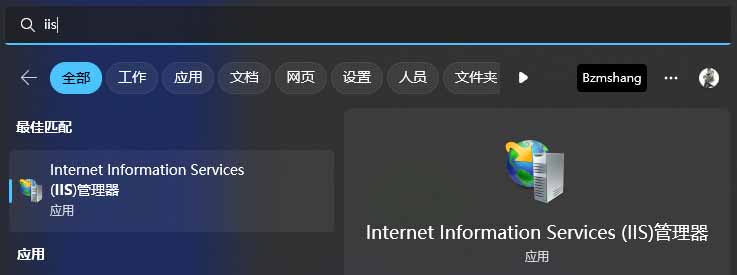 iis
全部 工作 应用 文档 网页 设置 人员 文件夹 Bzmshang
最佳匹配
Internet Information Services
(IIS)管理器
应用
应用
Internet Information Services (IIS)管理器
应用